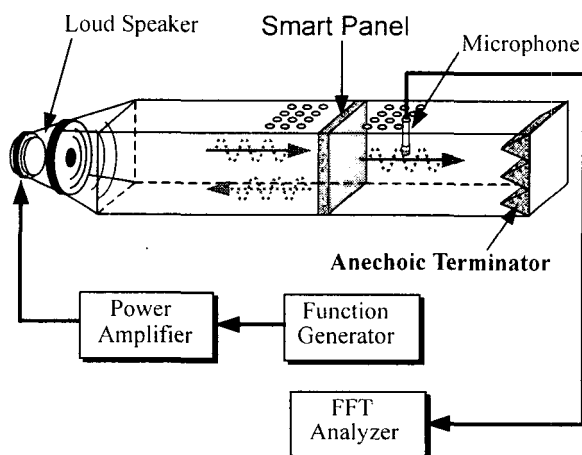 Loud Speaker
Smart Panel
Microphone
Anechoic Terminator
Power
Amplifier
Function
Generator
FFT
Analyzer